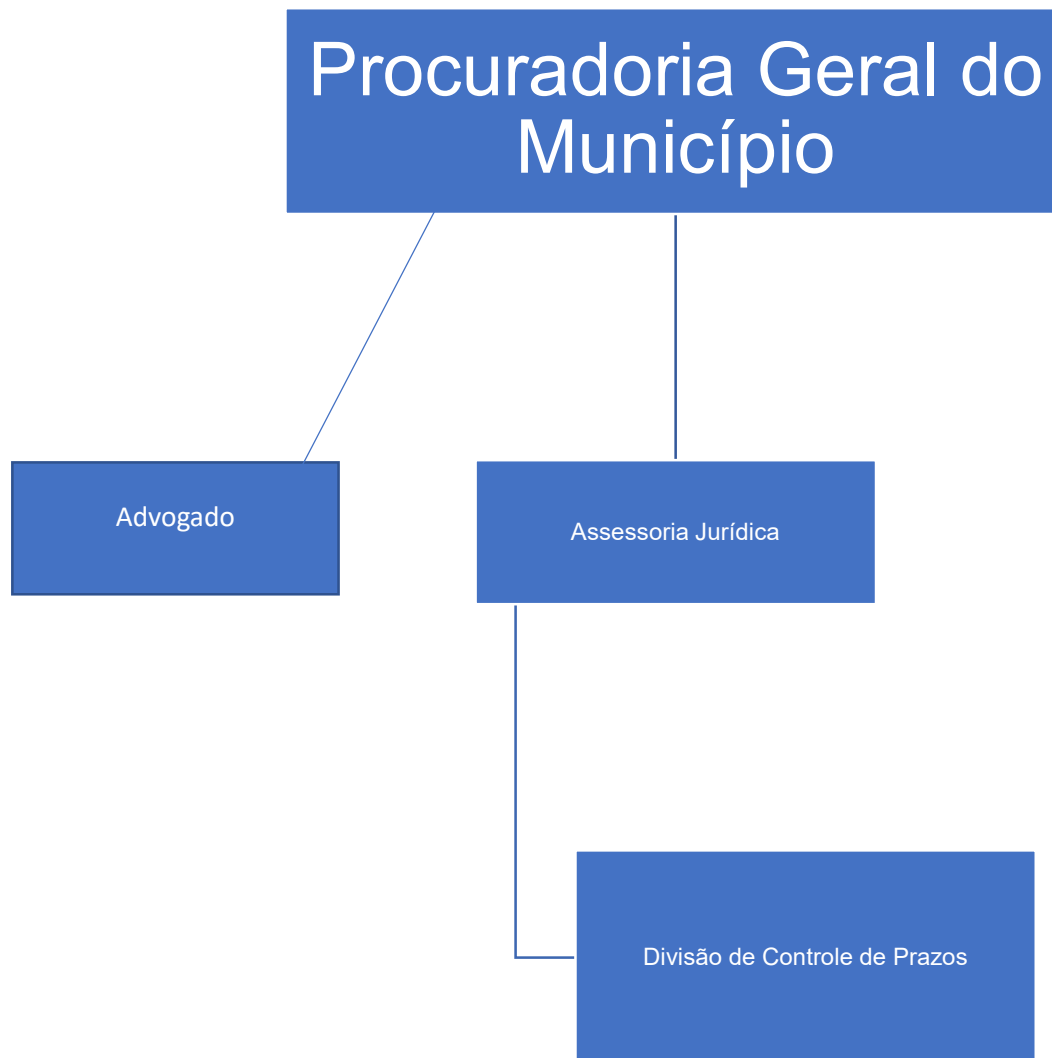 Procuradoria Geral do
Município
Advogado
Assessoria Jurídica
Divisão de Controle de Prazos